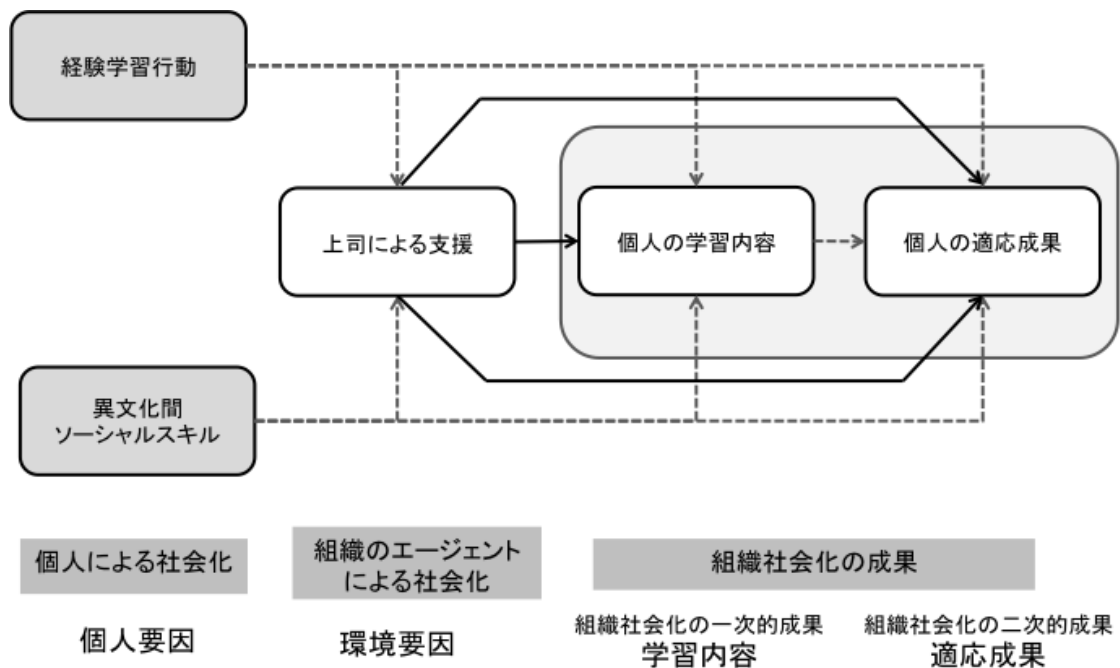 経験学習行動
上司による支援
個人の学習内容
個人の適応成果
異文化間
ソーシャルスキル
個人による社会化
組織のエージェント
による社会化
組織社会化の成果
個人要因
環境要因
組織社会化の一次的成果
学習内容
組織社会化の二次的成果
適応成果